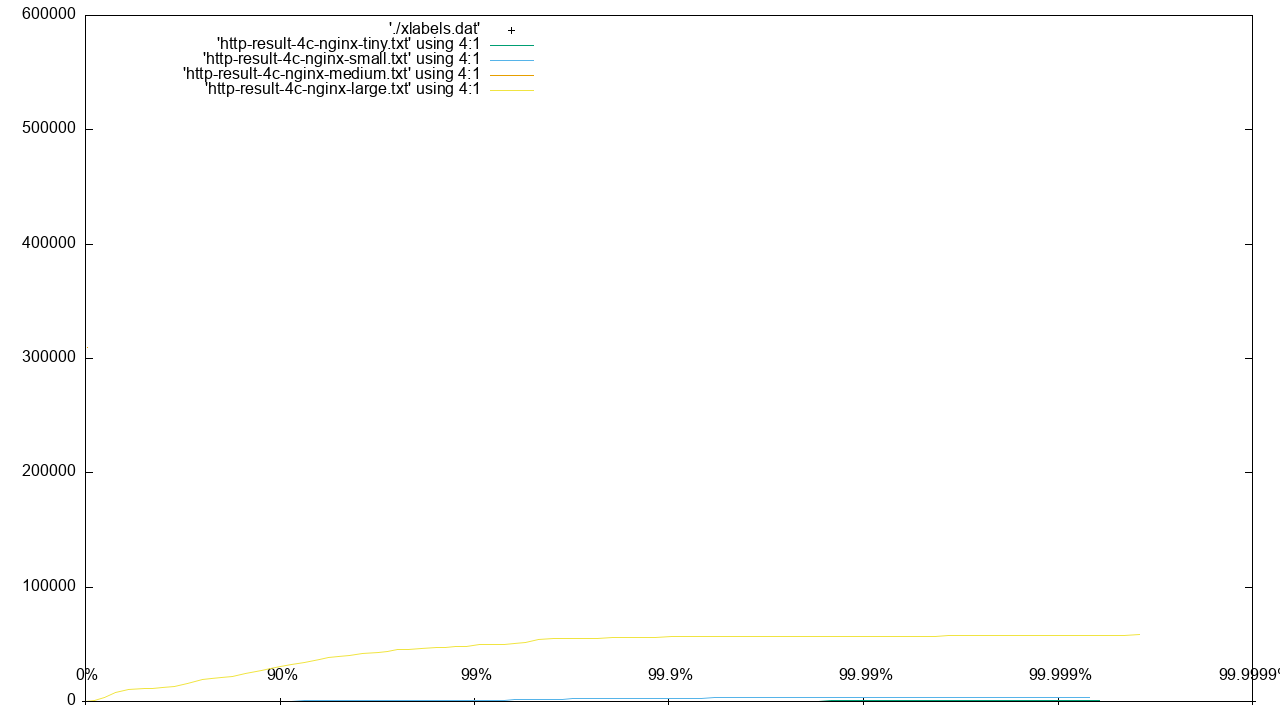 600000
'./xlabels.dat'
'http-result-4c-nginx-tiny.txt' using 4:1
'http-result-4c-nginx-small.txt' using 4:1
'http-result-4c-nginx-medium.txt' using 4:1
'http-result-4c-nginx-large.txt' using 4:1
500000
400000
300000
200000
100000
0% 90% 99% 99.9% 99.99% 99.999% 99.9999%
0